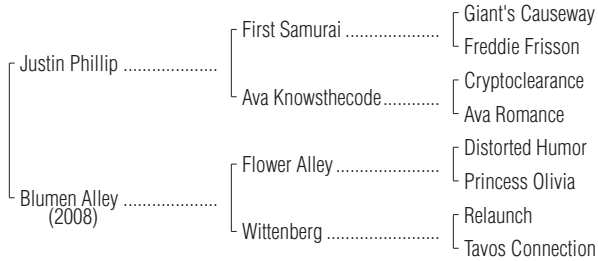 Giant's Causeway
First Samurai ....................
Freddie Frisson
Justin Phillip ....................
Cryptoclearance
Ava Knowsthecode............
Ava Romance
Distorted Humor
Flower Alley ......................
Princess Olivia
Blumen Alley ....................
(2008)
Relaunch
Wittenberg ........................
Tavos Connection